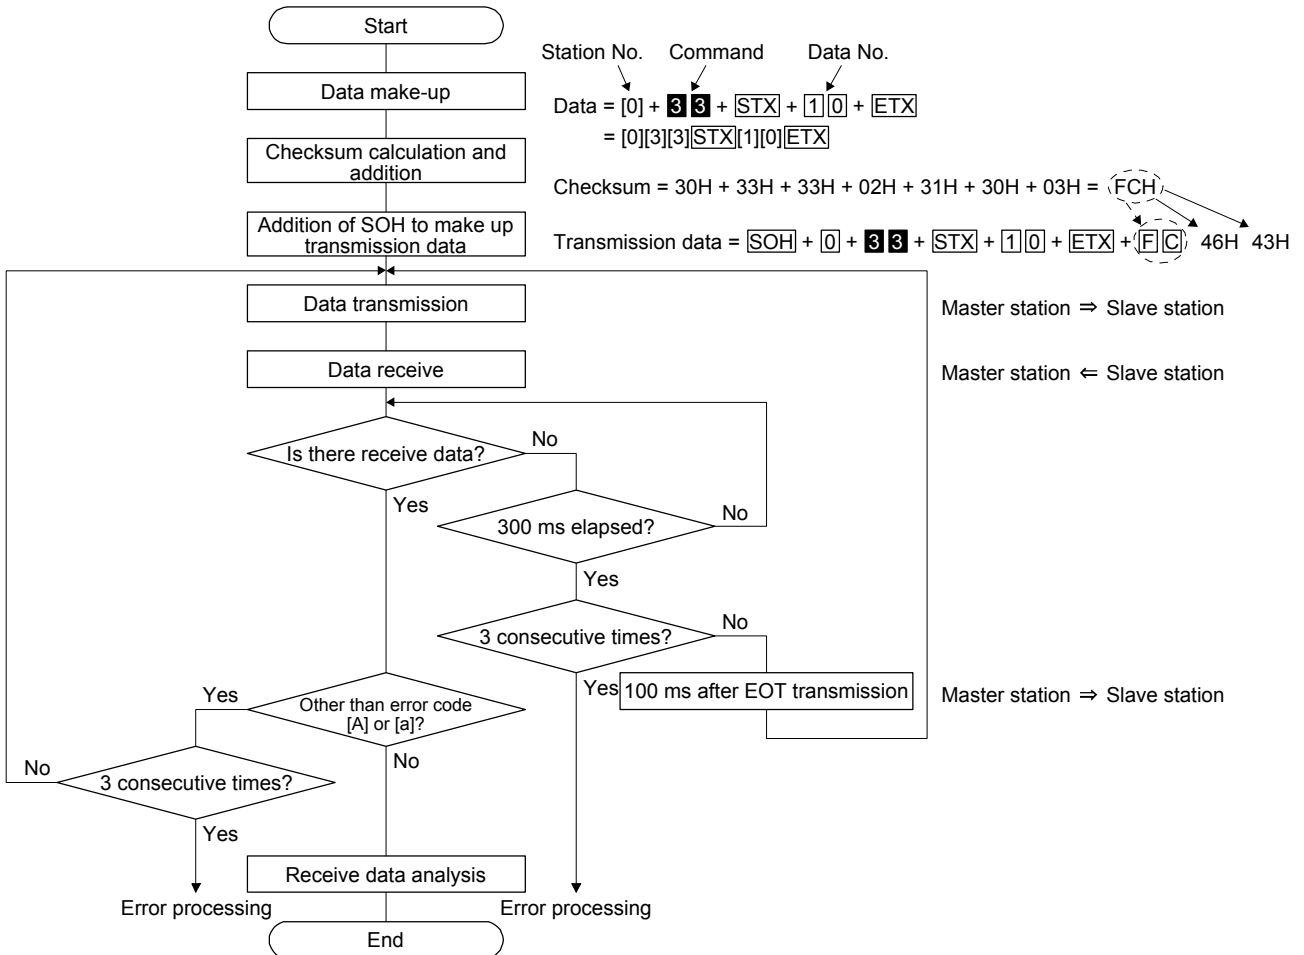 Start
Station No. Command Data No.
Data make-up
Data = [0] + 3 3 + STX + 1 0 + ETX
= [0][3][3]STX[1][0]ETX
Checksum calculation and
addition
Checksum = 30H + 33H + 33H + 02H + 31H + 30H + 03H = FCH
Addition of SOH to make up
transmission data
Transmission data = SOH + 0 + 3 3 + STX + 1 0 + ETX + F C 46H 43H
Data transmission
Master station ⇒ Slave station
Data receive
Master station ⇐ Slave station
Is there receive data?
No
Yes
300 ms elapsed?
No
Yes
3 consecutive times?
No
Yes
100 ms after EOT transmission
Master station ⇒ Slave station
Other than error code
[A] or [a]?
Yes
No
3 consecutive times?
No
Yes
Receive data analysis
Error processing
Error processing
End